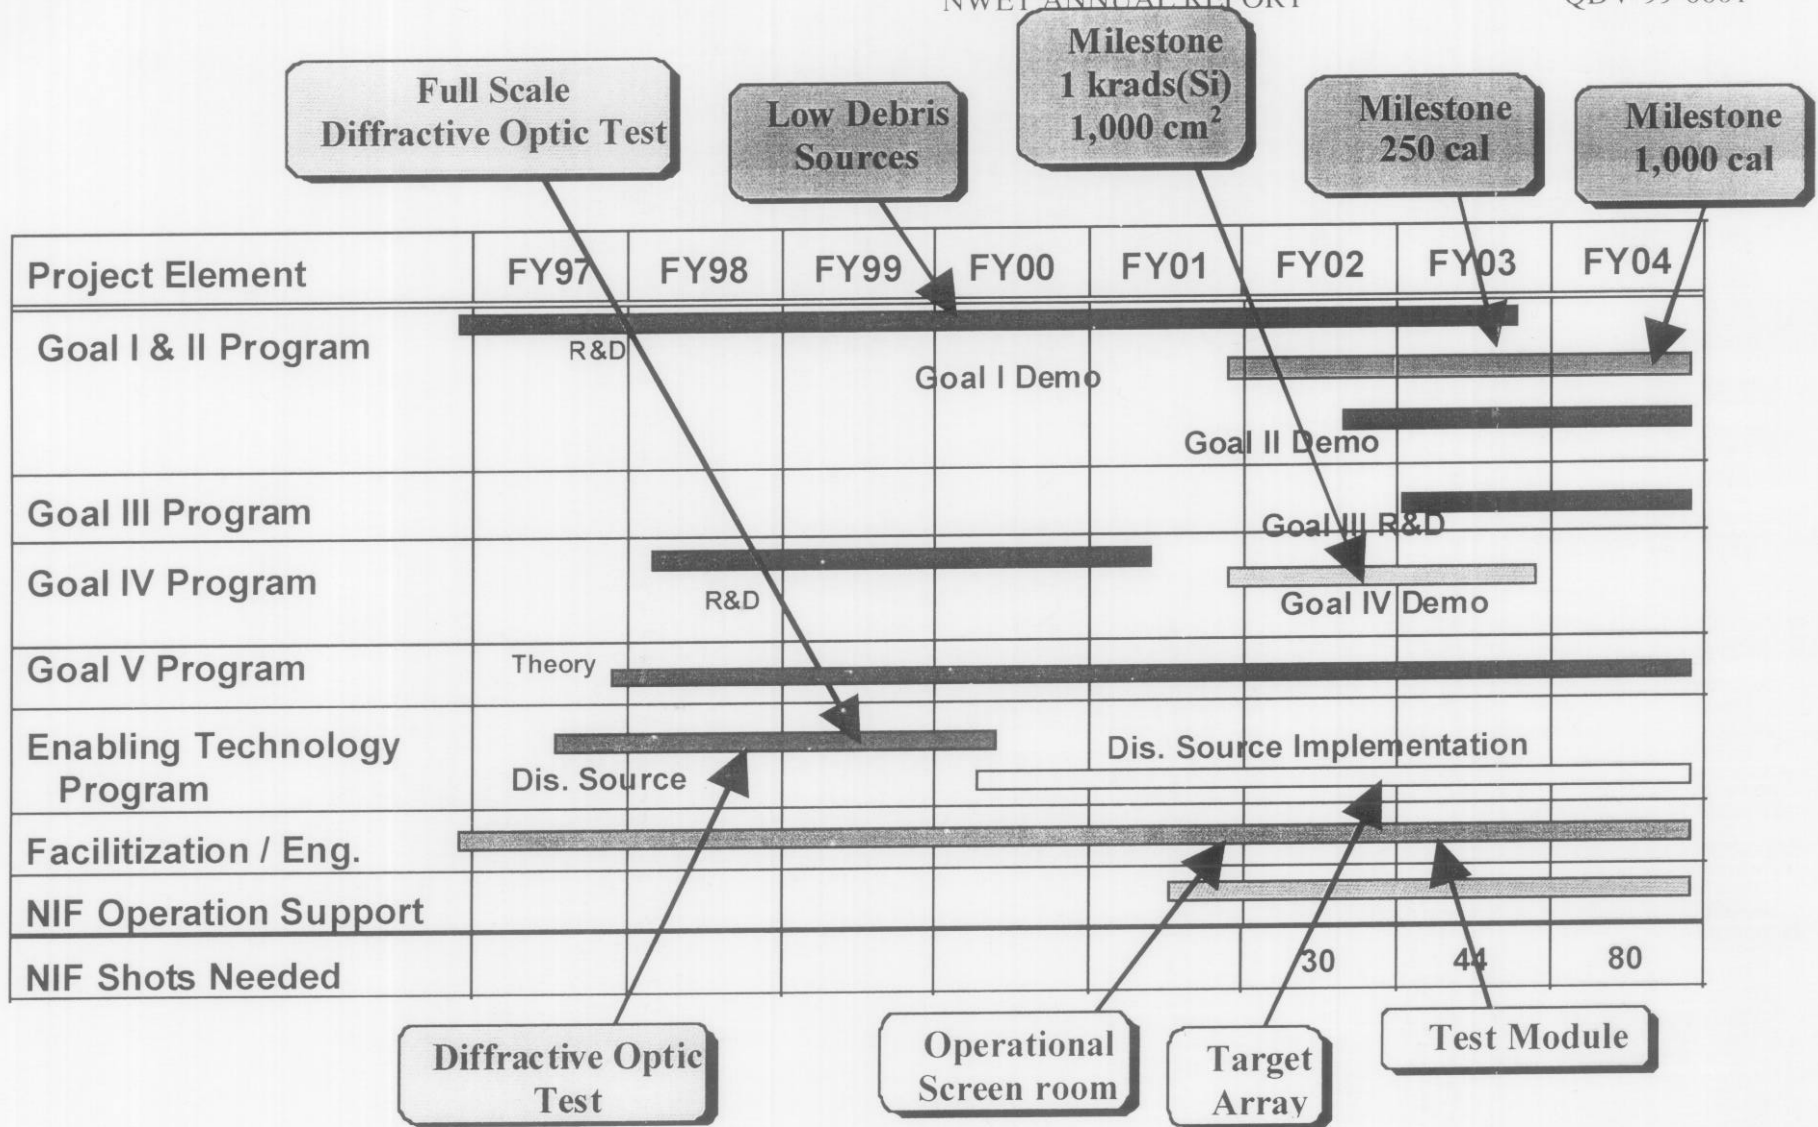 NWET ANNUAL REPORT
Full Scale
Diffractive Optic Test
Low Debris
Sources
Milestone
1 krads(Si)
1,000 cm²
Milestone
250 cal
Milestone
1,000 cal
Project Element FY97 FY98 FY99 FY00 FY01 FY02 FY03 FY04
Goal I & II Program
R&D
Goal I Demo
Goal II Demo
Goal III Program
Goal III R&D
Goal IV Program
R&D
Goal IV Demo
Goal V Program
Theory
Enabling Technology
Program
Dis. Source
Dis. Source Implementation
Facilitization / Eng.
NIF Operation Support
NIF Shots Needed 30 44 80
Diffractive Optic
Test
Operational
Screen room
Target
Array
Test Module